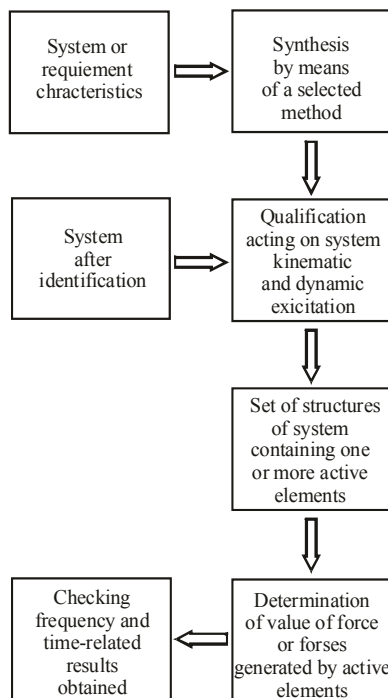 System or
requiement
chracteristics
Synthesis
by means
of a selected
method
System
after
identification
Qualification
acting on system
kinematic
and dynamic
exicitation
Set of structures
of system
containing one
or more active
elements
Checking
frequency and
time-related
results
obtained
Determination
of value of force
or forses
generated by active
elements